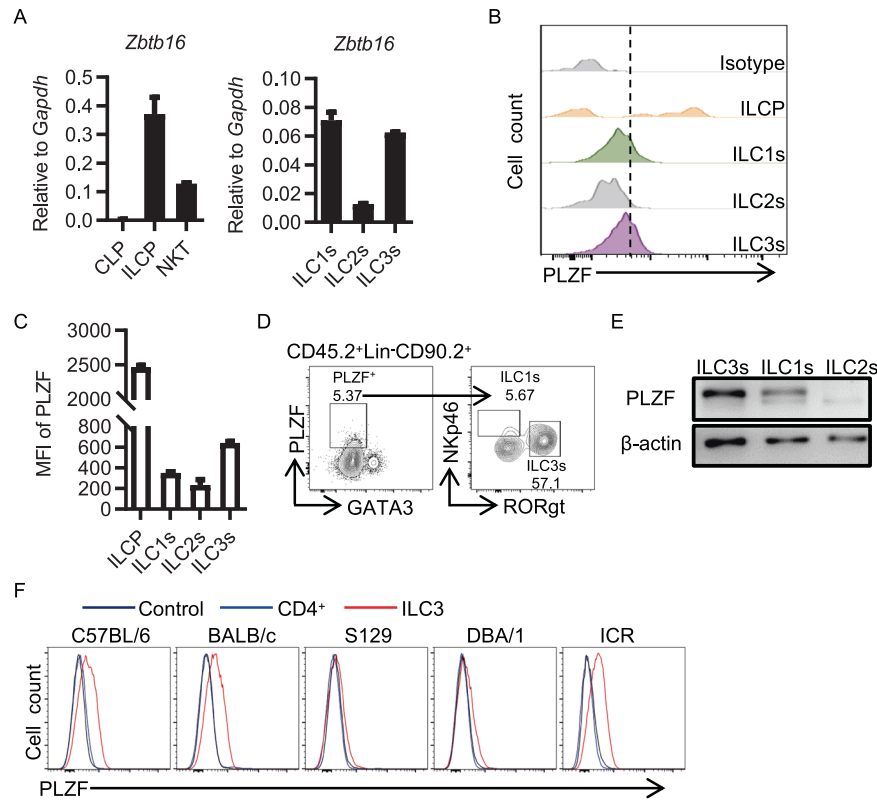 A
Zbtb16
Relative to Gapdh
0.5
0.4
0.3
0.2
0.1
0.0
CLP
ILCP
NKT
Zbtb16
Relative to Gapdh
0.10
0.08
0.06
0.04
0.02
0.00
ILC1s
ILC2s
ILC3s
B
Cell count
Isotype
ILCP
ILC1s
ILC2s
ILC3s
PLZF
C
MFI of PLZF
3000
2500
2000
800
600
400
200
0
ILCP
ILC1s
ILC2s
ILC3s
D
CD45.2⁺Lin⁻CD90.2⁺
PLZF⁺
5.37
PLZF
GATA3
ILC1s
5.67
NKp46
ILC3s
57.1
RORgt
E
ILC3s ILC1s ILC2s
PLZF
β-actin
F
Control CD4⁺ ILC3
C57BL/6 BALB/c S129 DBA/1 ICR
Cell count
PLZF